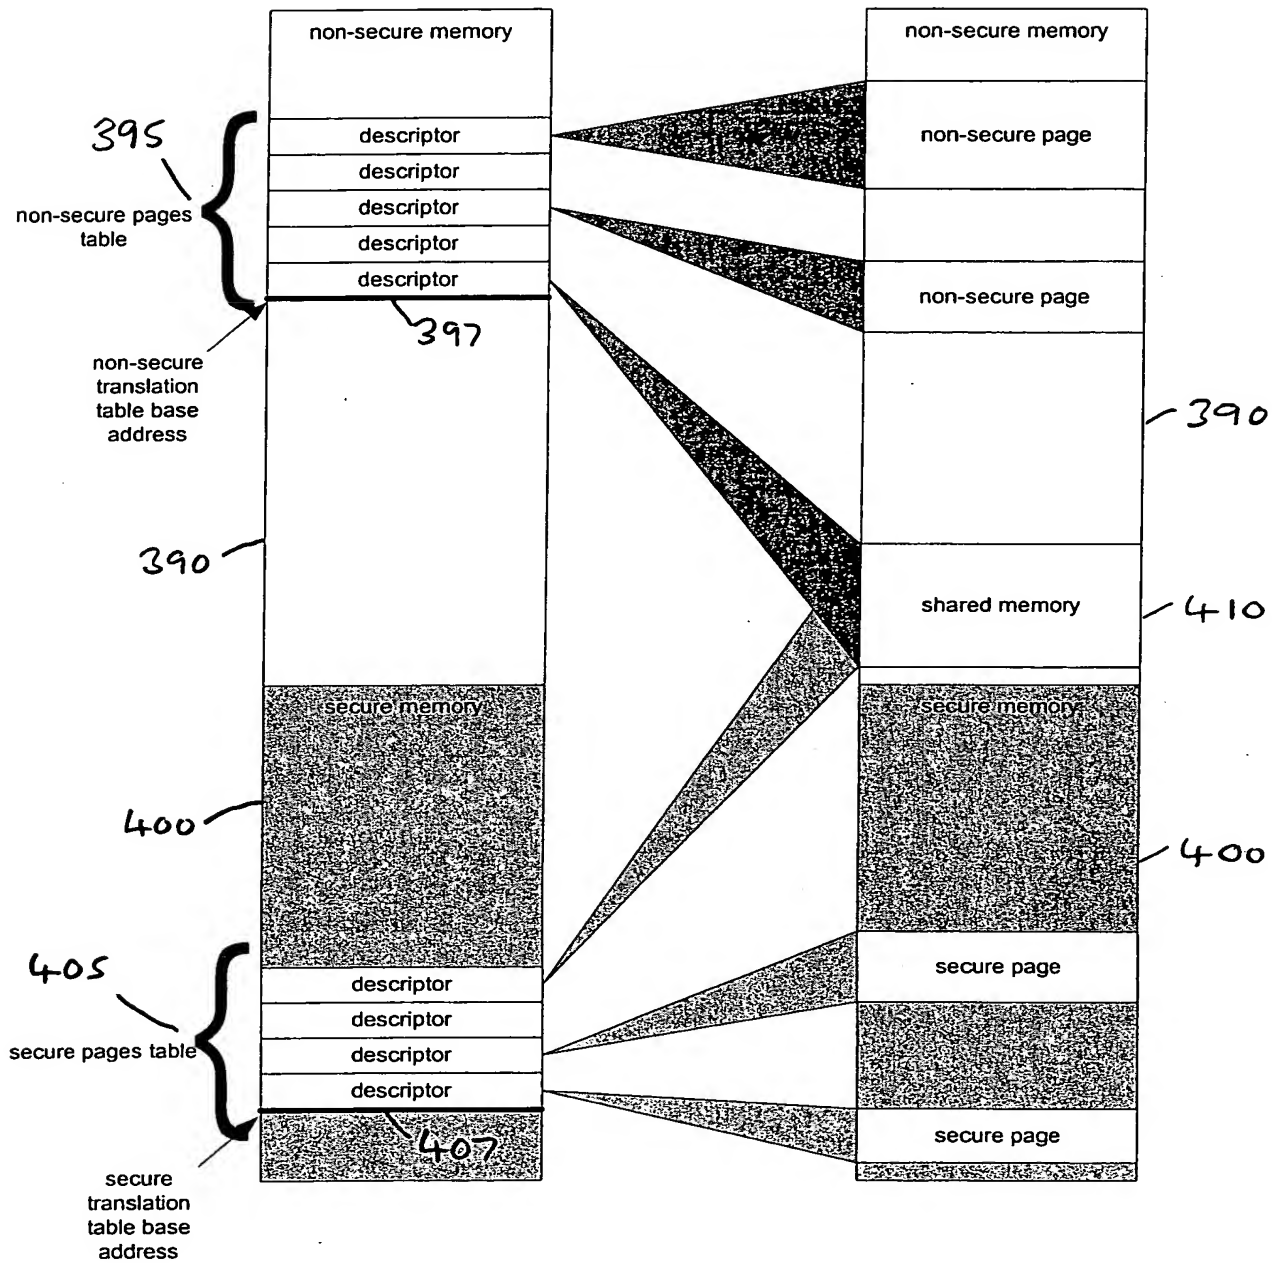 non-secure memory
non-secure memory
395
descriptor
non-secure page
descriptor
non-secure pages
table
descriptor
descriptor
descriptor
non-secure page
397
non-secure
translation
table base
address
390
390
shared memory
410
secure memory
secure memory
400
400
405
descriptor
secure page
descriptor
secure pages table
descriptor
descriptor
407
secure page
secure
translation
table base
address